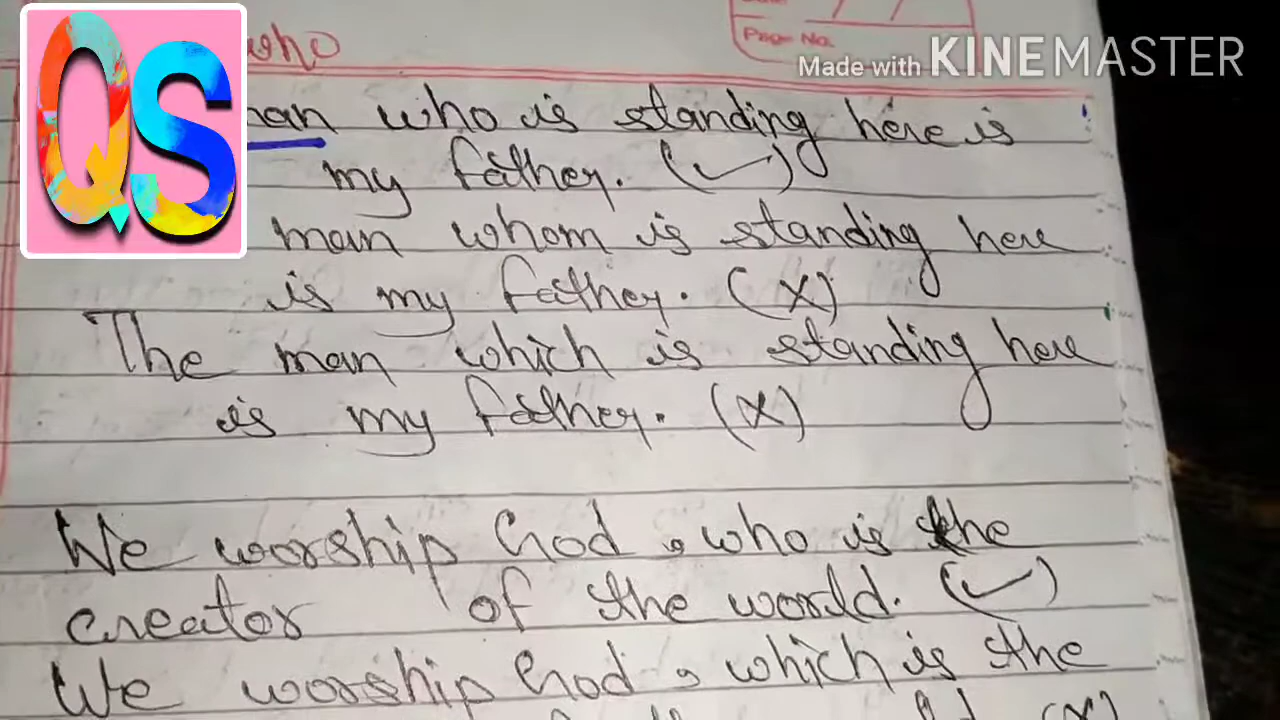 Page No.
Made with KINEMASTER
QS
who
man who is standing here is
my father. (✓)
man whom is standing here
is my father. (X)
The man which is standing here
is my father. (X)
We worship God, who is the
creator of the world. (✓)
We worship God, which is the
(X)